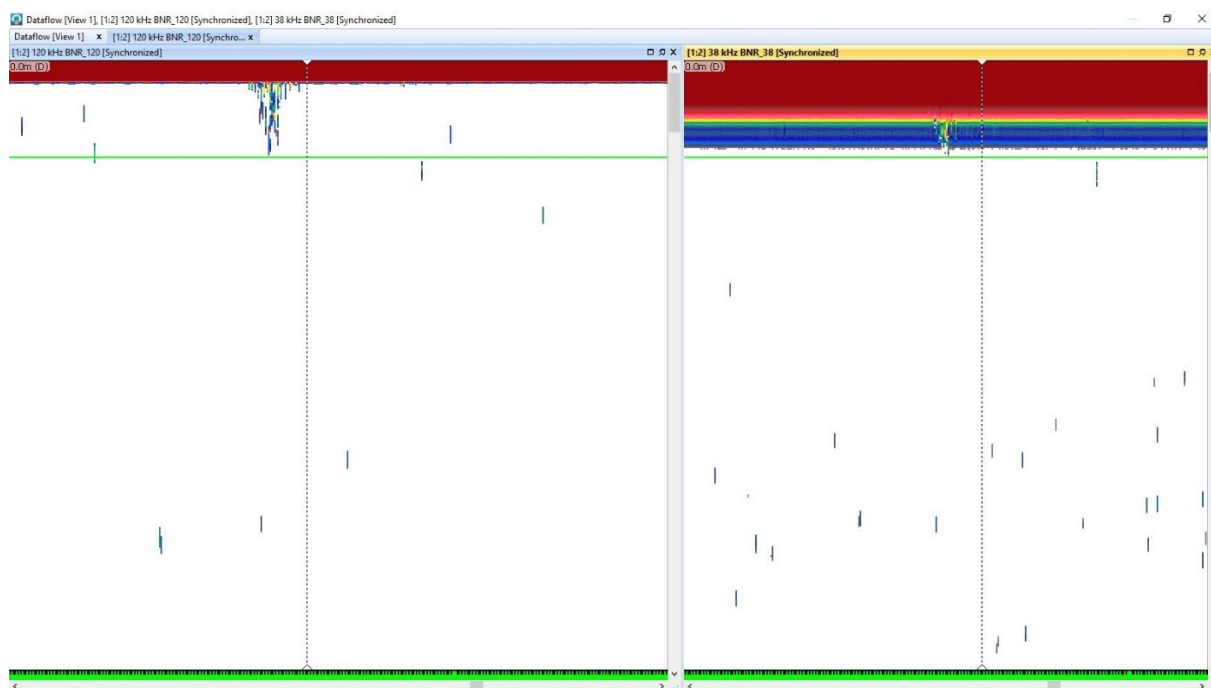 Dataflow [View 1], [1:2] 120 kHz BNR_120 [Synchronized], [1:2] 38 kHz BNR_38 [Synchronized]
Dataflow [View 1] x [1:2] 120 kHz BNR_120 [Synchro... x
[1:2] 120 kHz BNR_120 [Synchronized]
0.0m (D)
[1:2] 38 kHz BNR_38 [Synchronized]
0.0m (D)